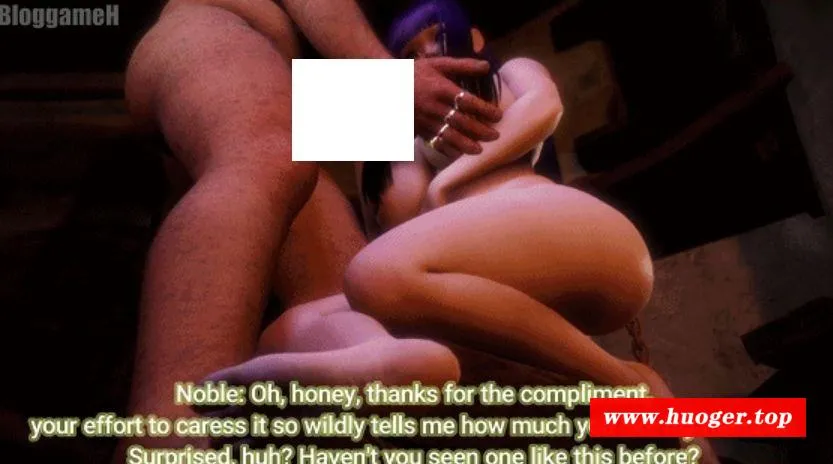 BloggameH
Noble: Oh, honey, thanks for the compliment,
your effort to caress it so wildly tells me how much
www.huoger.top
Surprised, huh? Haven't you seen one like this before?